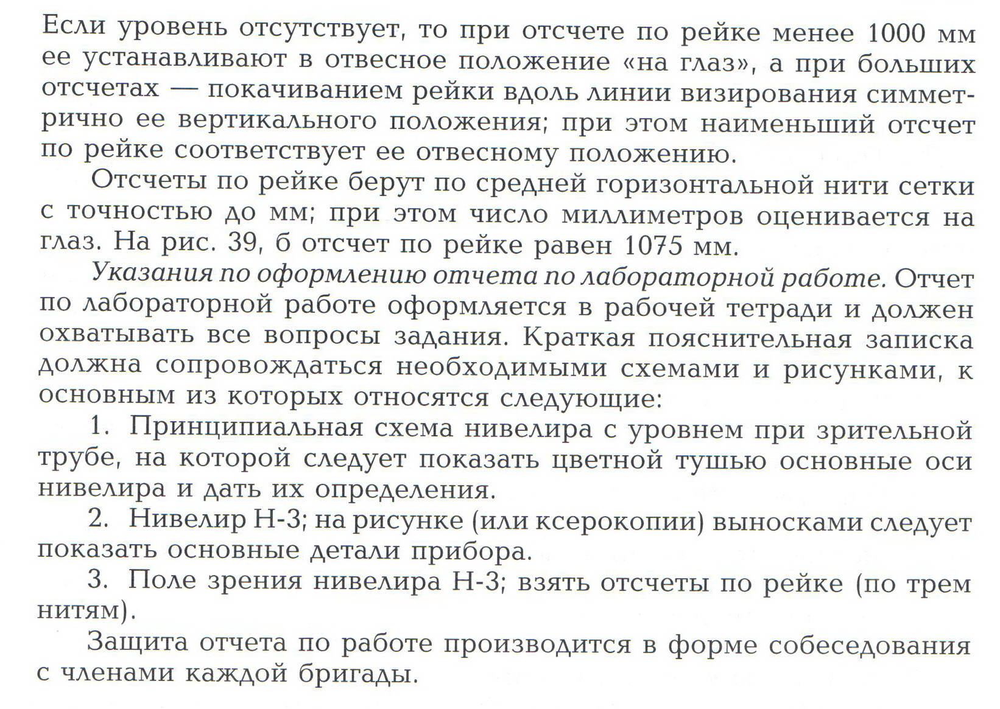 Если уровень отсутствует, то при отсчете по рейке менее 1000 мм
ее устанавливают в отвесное положение «на глаз», а при больших
отсчетах — покачиванием рейки вдоль линии визирования симмет-
рично ее вертикального положения; при этом наименьший отсчет
по рейке соответствует ее отвесному положению.
Отсчеты по рейке берут по средней горизонтальной нити сетки
с точностью до мм; при этом число миллиметров оценивается на
глаз. На рис. 39, б отсчет по рейке равен 1075 мм.
Указания по оформлению отчета по лабораторной работе. Отчет
по лабораторной работе оформляется в рабочей тетради и должен
охватывать все вопросы задания. Краткая пояснительная записка
должна сопровождаться необходимыми схемами и рисунками, к
основным из которых относятся следующие:
1. Принципиальная схема нивелира с уровнем при зрительной
трубе, на которой следует показать цветной тушью основные оси
нивелира и дать их определения.
2. Нивелир Н-3; на рисунке (или ксерокопии) выносками следует
показать основные детали прибора.
3. Поле зрения нивелира Н-3; взять отсчеты по рейке (по трем
нитям).
Защита отчета по работе производится в форме собеседования
с членами каждой бригады.